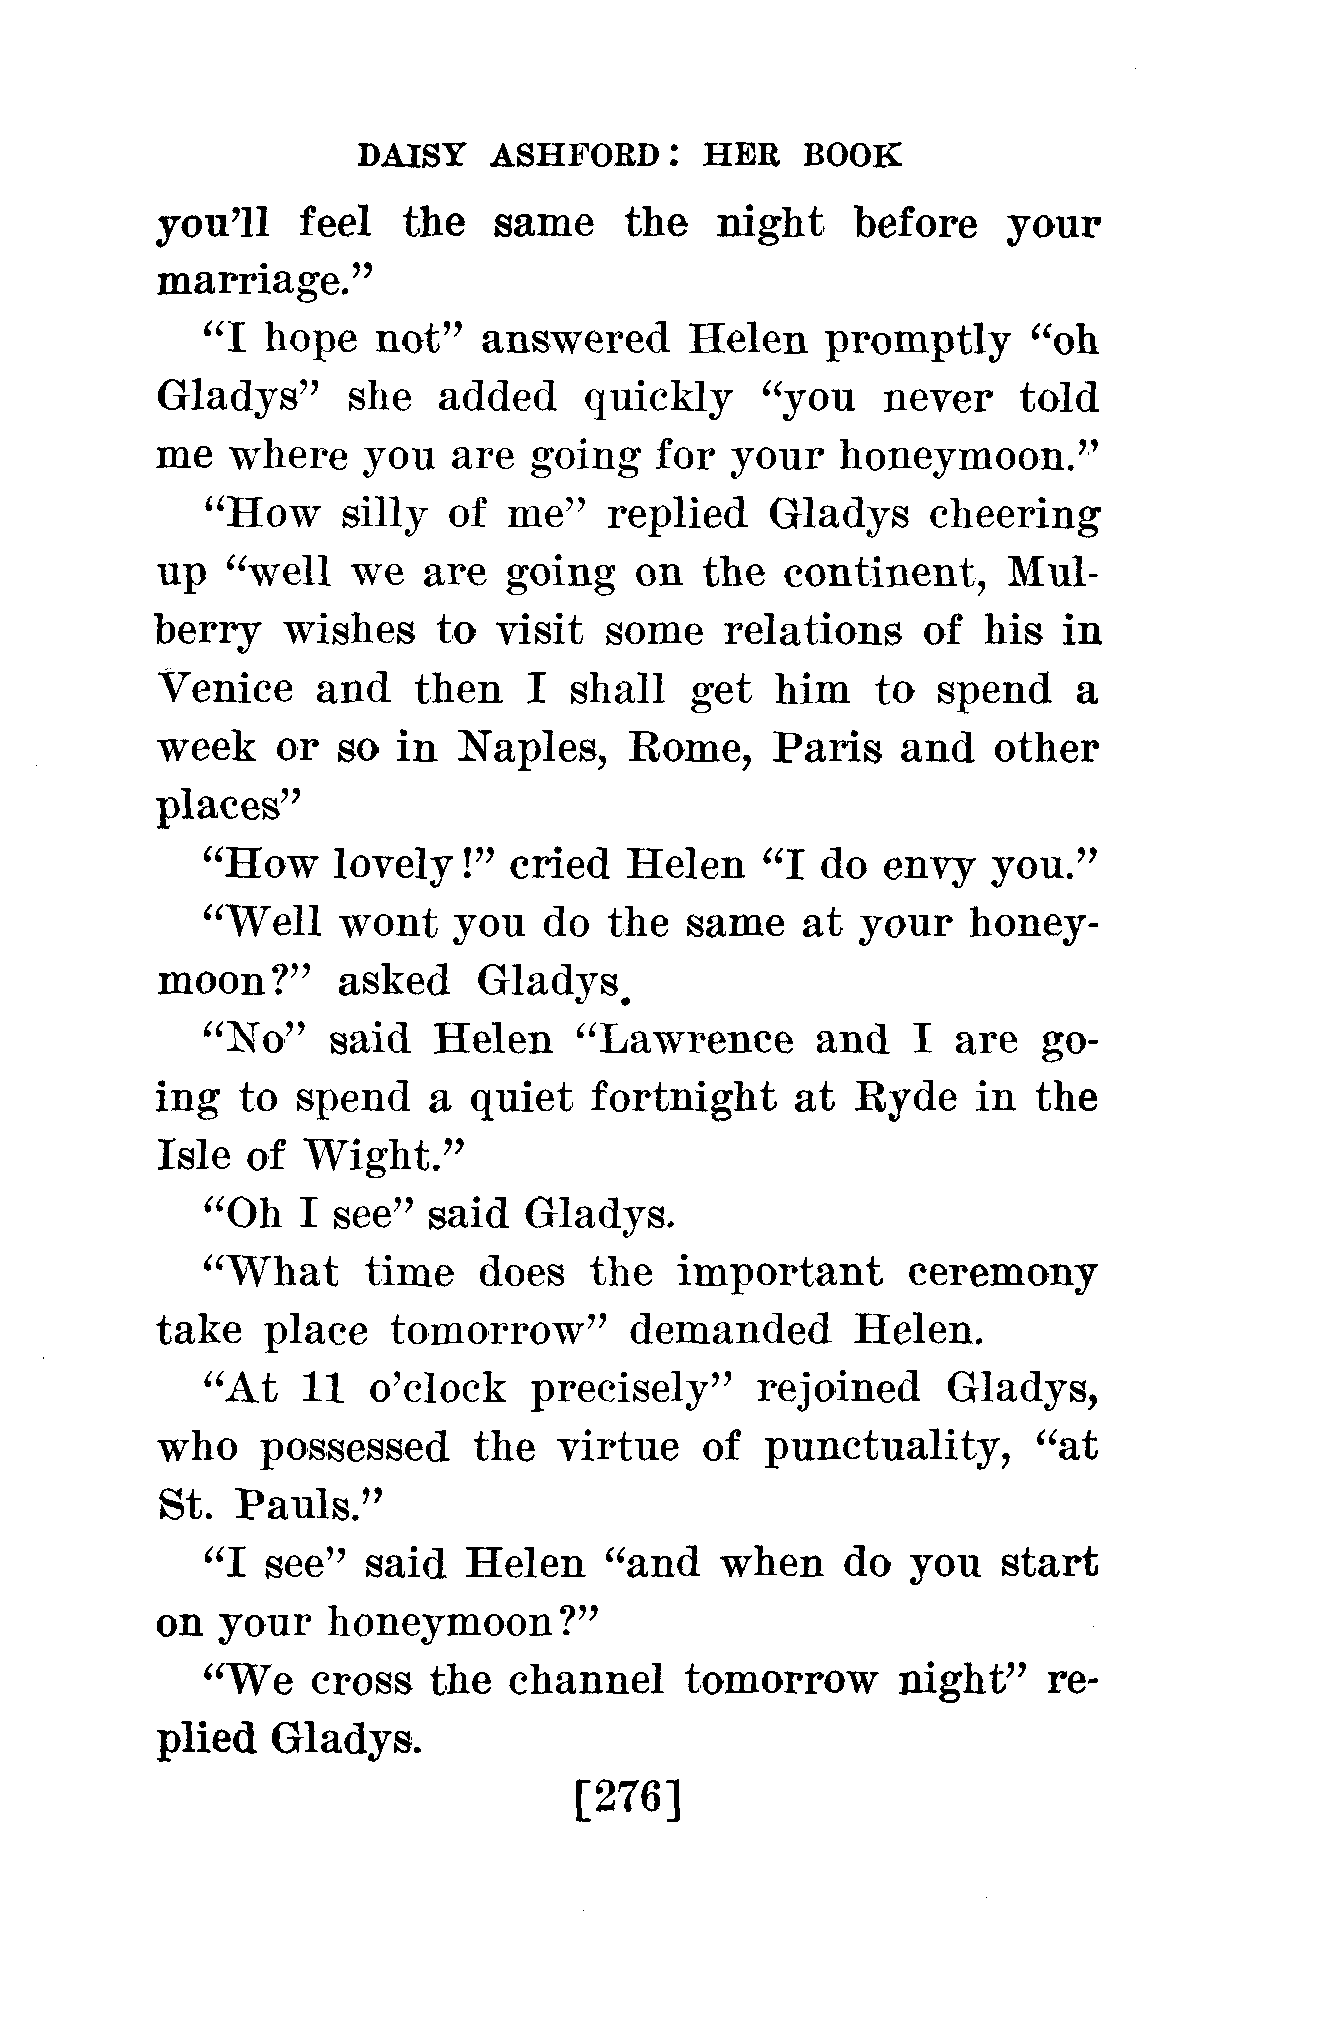 DAISY ASHFORD: HER BOOK
you'll feel the same the night before your
marriage."
"I hope not" answered Helen promptly "oh
Gladys" she added quickly "you never told
me where you are going for your honeymoon."
"How silly of me" replied Gladys cheering
up "well we are going on the continent, Mul-
berry wishes to visit some relations of his in
Venice and then I shall get him to spend a
week or so in Naples, Rome, Paris and other
places"
"How lovely!" cried Helen "I do envy you."
"Well wont you do the same at your honey-
moon?" asked Gladys.
"No" said Helen "Lawrence and I are go-
ing to spend a quiet fortnight at Ryde in the
Isle of Wight."
"Oh I see" said Gladys.
"What time does the important ceremony
take place tomorrow" demanded Helen.
"At 11 o'clock precisely" rejoined Gladys,
who possessed the virtue of punctuality, "at
St. Pauls."
"I see" said Helen "and when do you start
on your honeymoon?"
"We cross the channel tomorrow night" re-
plied Gladys.
[276]